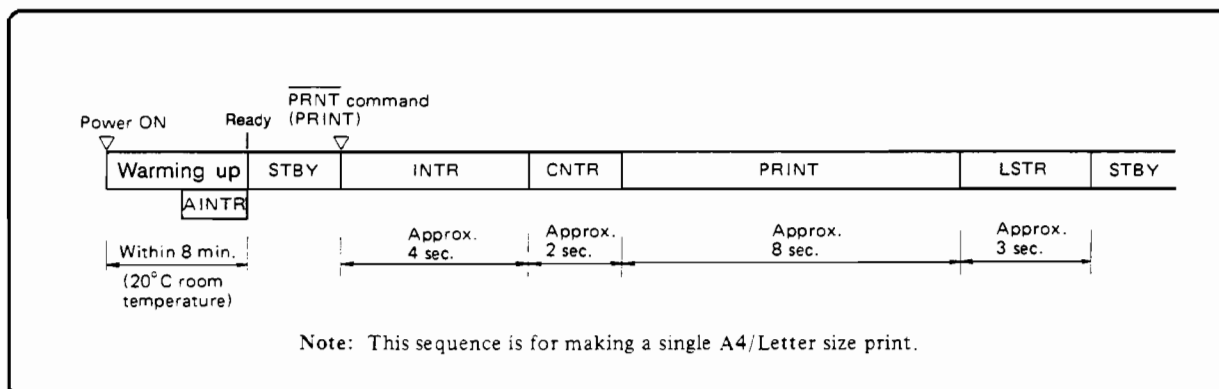 PRNT command
Power ON Ready (PRINT)
Warming up STBY INTR CNTR PRINT LSTR STBY
AINTR
Within 8 min. Approx. 4 sec. Approx. 2 sec. Approx. 8 sec. Approx. 3 sec.
(20°C room
temperature)
Note: This sequence is for making a single A4/Letter size print.